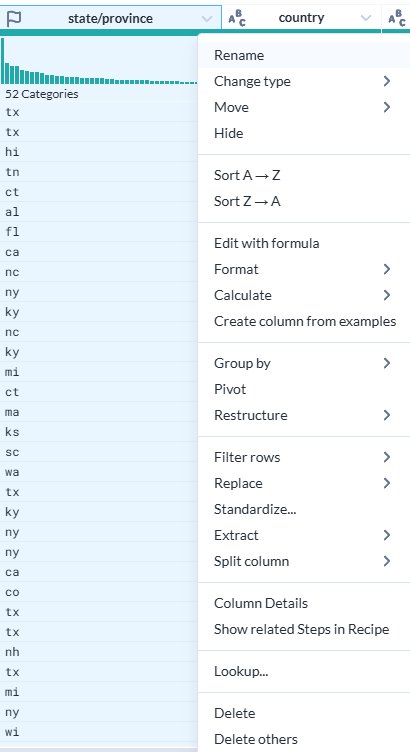 state/province
ABC
country
ABC
52 Categories
tx
tx
hi
tn
ct
al
fl
ca
nc
ny
ky
nc
ky
mi
ct
ma
ks
sc
wa
tx
ky
ny
ny
ca
co
tx
tx
nh
tx
mi
ny
wi
Rename
Change type
Move
Hide
Sort A → Z
Sort Z → A
Edit with formula
Format
Calculate
Create column from examples
Group by
Pivot
Restructure
Filter rows
Replace
Standardize...
Extract
Split column
Column Details
Show related Steps in Recipe
Lookup...
Delete
Delete others